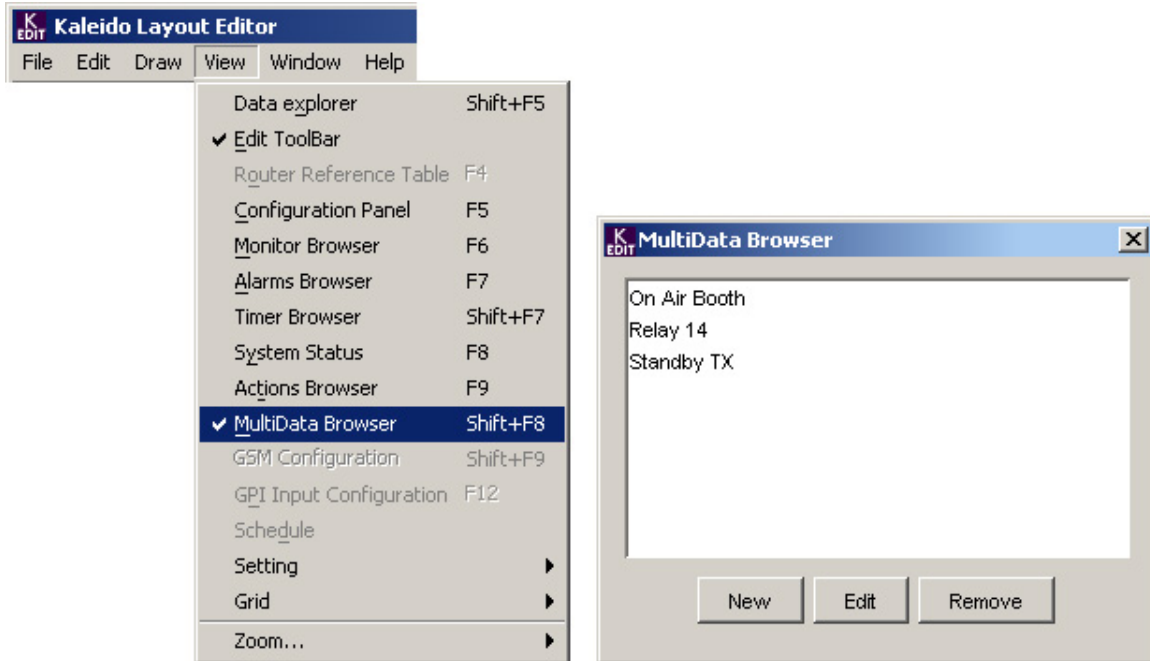 K EDIT Kaleido Layout Editor
File Edit Draw View Window Help
Data explorer Shift+F5
Edit ToolBar
Router Reference Table F4
Configuration Panel F5
Monitor Browser F6
Alarms Browser F7
Timer Browser Shift+F7
System Status F8
Actions Browser F9
MultiData Browser Shift+F8
GSM Configuration Shift+F9
GPI Input Configuration F12
Schedule
Setting
Grid
Zoom...
K EDIT MultiData Browser
On Air Booth
Relay 14
Standby TX
New Edit Remove